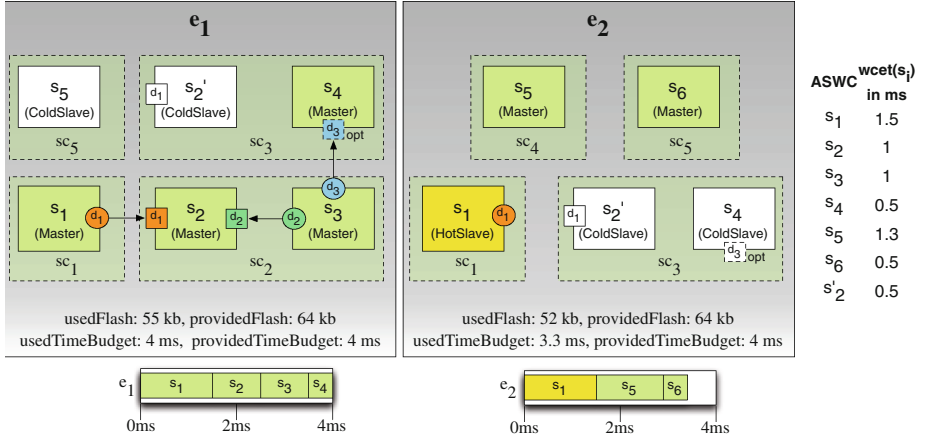 e1
s5
(ColdSlave)
sc5
d1
s2'
(ColdSlave)
s4
(Master)
d3 opt
sc3
s1
(Master)
d1
sc1
d1
s2
(Master)
d2
d2
d3
s3
(Master)
sc2
usedFlash: 55 kb, providedFlash: 64 kb
usedTimeBudget: 4 ms, providedTimeBudget: 4 ms
e2
s5
(Master)
sc4
s6
(Master)
sc5
s1
(HotSlave)
d1
sc1
d1
s2'
(ColdSlave)
s4
(ColdSlave)
d3 opt
sc3
usedFlash: 52 kb, providedFlash: 64 kb
usedTimeBudget: 3.3 ms, providedTimeBudget: 4 ms
ASWC wcet(si)
in ms
s1 1.5
s2 1
s3 1
s4 0.5
s5 1.3
s6 0.5
s'2 0.5
e1 s1 s2 s3 s4
0ms 2ms 4ms
e2 s1 s5 s6
0ms 2ms 4ms